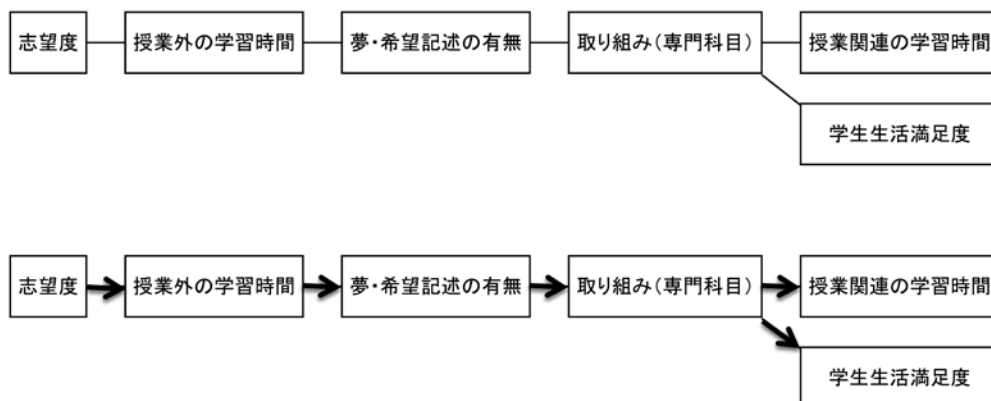 志望度
授業外の学習時間
夢・希望記述の有無
取り組み(専門科目)
授業関連の学習時間
学生生活満足度
志望度
授業外の学習時間
夢・希望記述の有無
取り組み(専門科目)
授業関連の学習時間
学生生活満足度